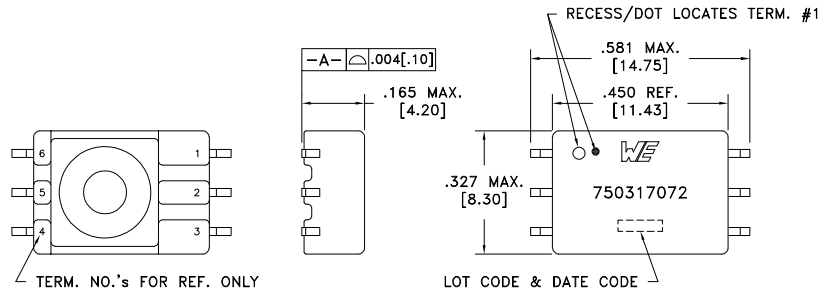 RECESS/DOT LOCATES TERM. #1
-A- ⌓ .004[.10]
.581 MAX.
[14.75]
.165 MAX.
[4.20]
.450 REF.
[11.43]
6
1
5
2
4
3
.327 MAX.
[8.30]
WE
750317072
TERM. NO.'s FOR REF. ONLY
LOT CODE & DATE CODE